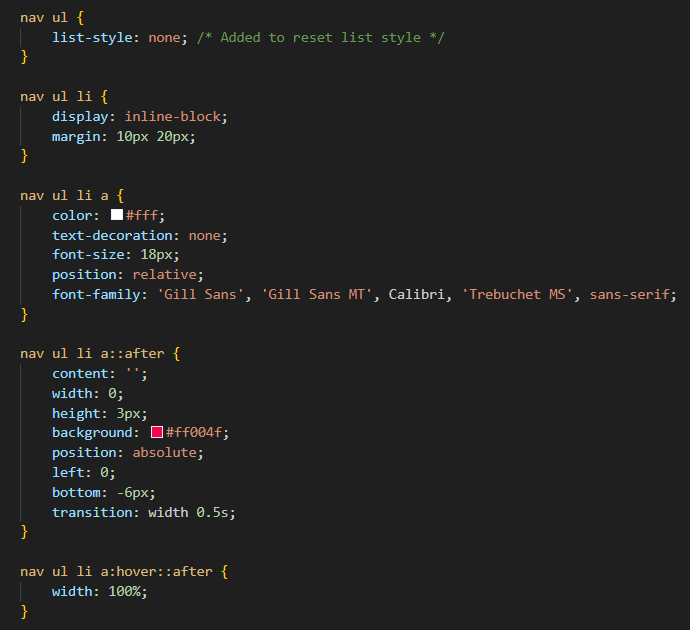 nav ul {
    list-style: none; /* Added to reset list style */
}

nav ul li {
    display: inline-block;
    margin: 10px 20px;
}

nav ul li a {
    color: #fff;
    text-decoration: none;
    font-size: 18px;
    position: relative;
    font-family: 'Gill Sans', 'Gill Sans MT', Calibri, 'Trebuchet MS', sans-serif;
}

nav ul li a::after {
    content: '';
    width: 0;
    height: 3px;
    background: #ff004f;
    position: absolute;
    left: 0;
    bottom: -6px;
    transition: width 0.5s;
}

nav ul li a:hover::after {
    width: 100%;
}